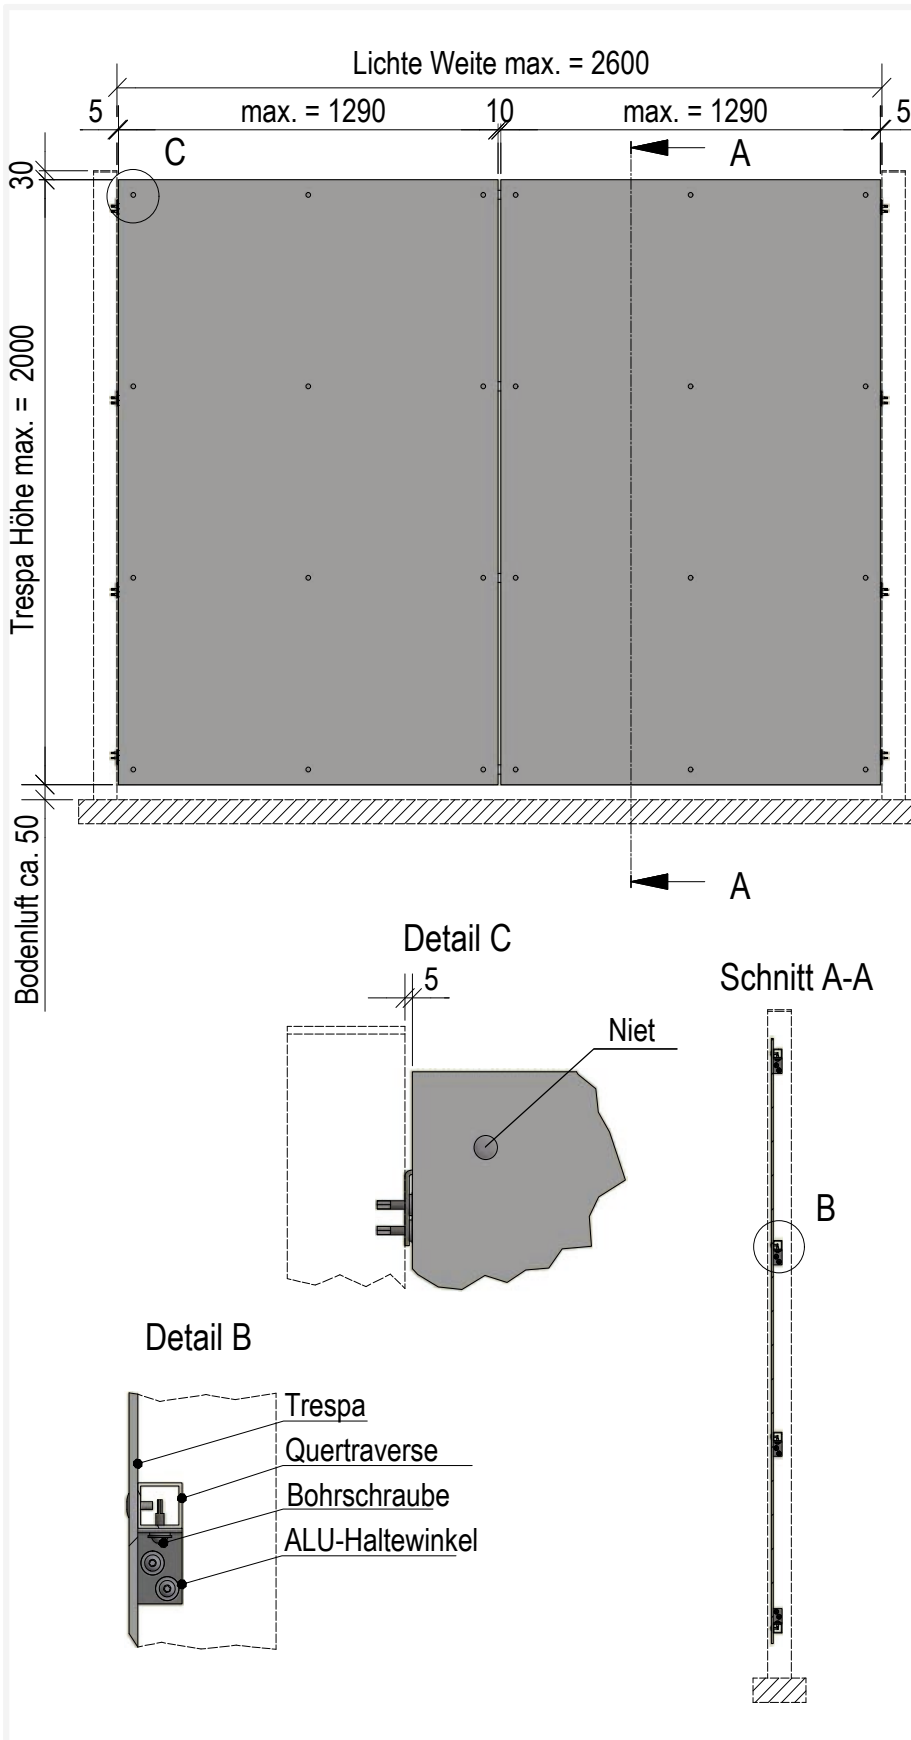 Lichte Weite max. = 2600
5 max. = 1290 10 max. = 1290 5
C A
30
Trespa Höhe max. = 2000
Bodenluft ca. 50
A
Detail C
5
Niet
Schnitt A-A
B
Detail B
Trespa
Quertraverse
Bohrschraube
ALU-Haltewinkel